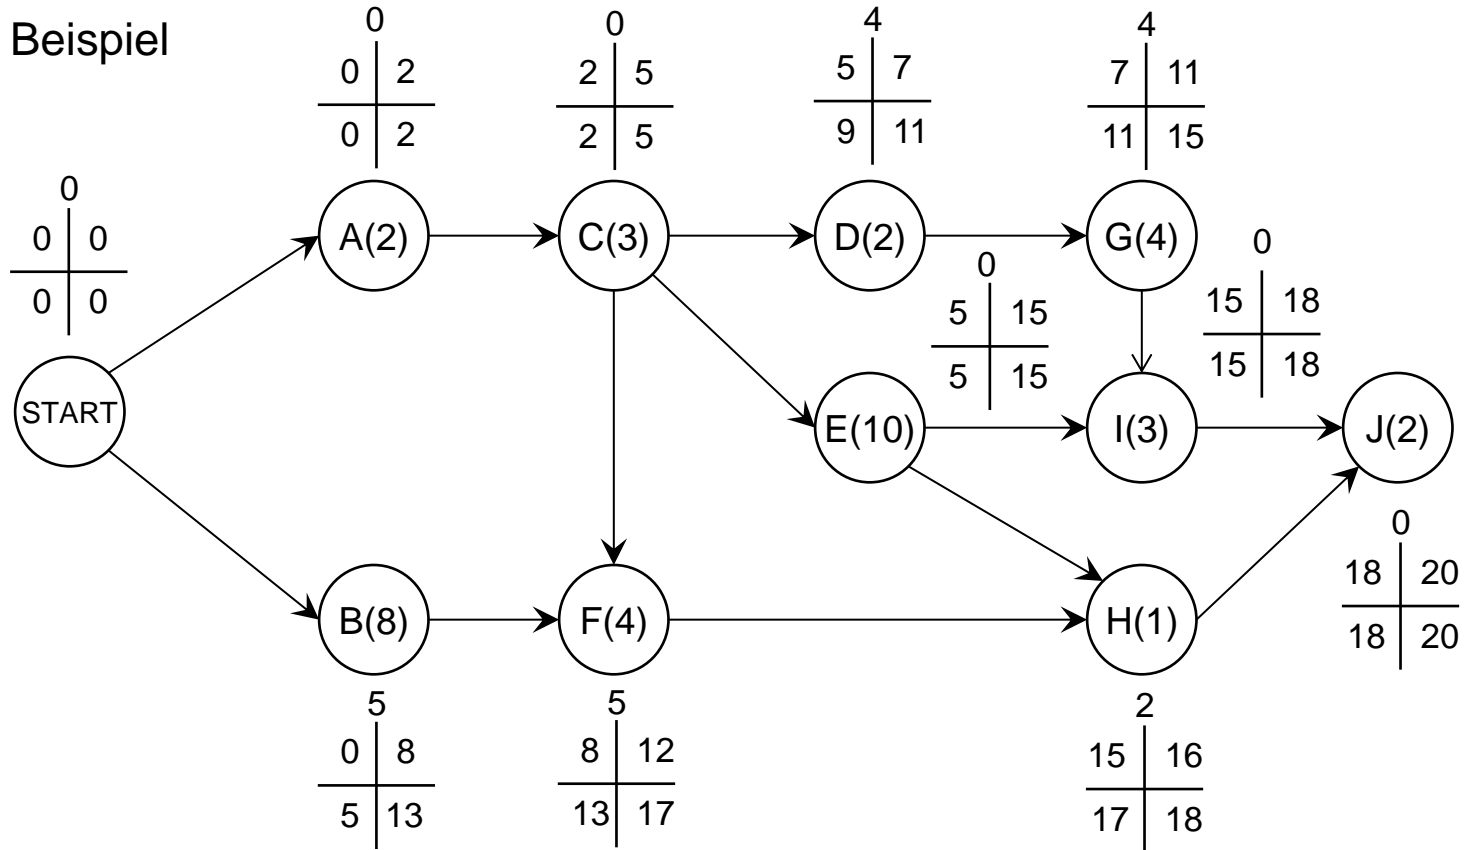 Beispiel
0
0 2
0 2
0
2 5
2 5
4
5 7
9 11
4
7 11
11 15
0
0 0
0 0
A(2)
C(3)
D(2)
G(4)
0
5 15
5 15
0
15 18
15 18
START
E(10)
I(3)
J(2)
0
18 20
18 20
B(8)
F(4)
H(1)
5
0 8
5 13
5
8 12
13 17
2
15 16
17 18